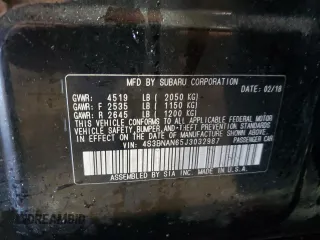 MFD BY SUBARU CORPORATION
GVWR: 4519 LB ( 2050 KG) DATE: 03/18
GAWR: F 2535 LB ( 1150 KG)
GAWR: R 2645 LB ( 1200 KG)
THIS VEHICLE CONFORMS TO ALL APPLICABLE FEDERAL MOTOR
VEHICLE SAFETY, BUMPER, AND THEFT PREVENTION STANDARDS
IN EFFECT ON THE DATE OF MANUFACTURE SHOWN ABOVE.
VIN: 4S3BNAN65J3032987 PASSENGER CAR
ASSEMBLED BY SIA INC. MADE IN U.S.A.